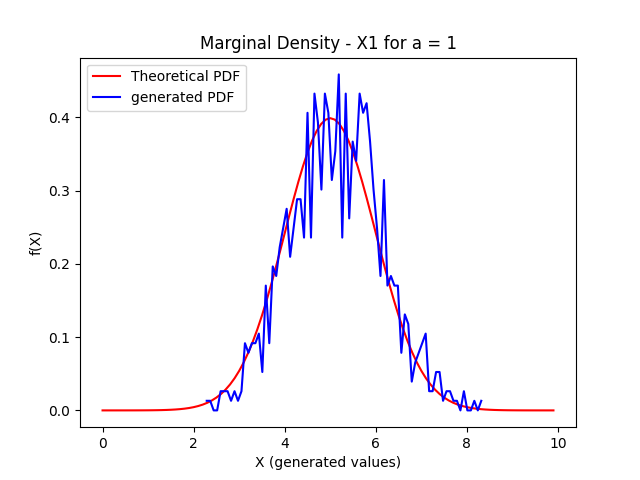 Marginal Density - X1 for a = 1
Theoretical PDF
generated PDF
0.4
0.3
0.2
0.1
0.0
f(X)
0 2 4 6 8 10
X (generated values)